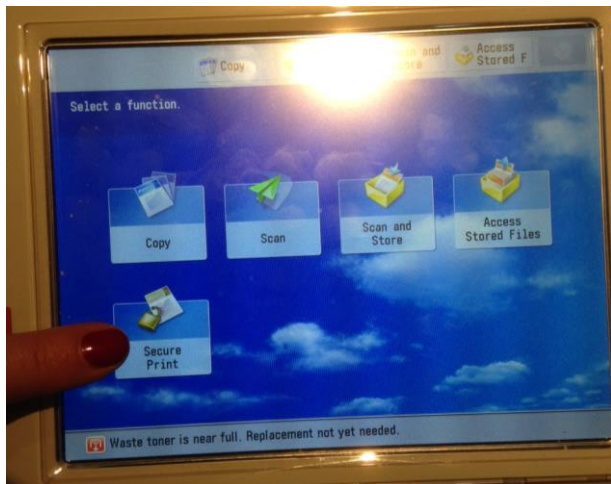 Copy
Access
Stored F
Select a function.
Copy
Scan
Scan and
Store
Access
Stored Files
Secure
Print
Waste toner is near full. Replacement not yet needed.